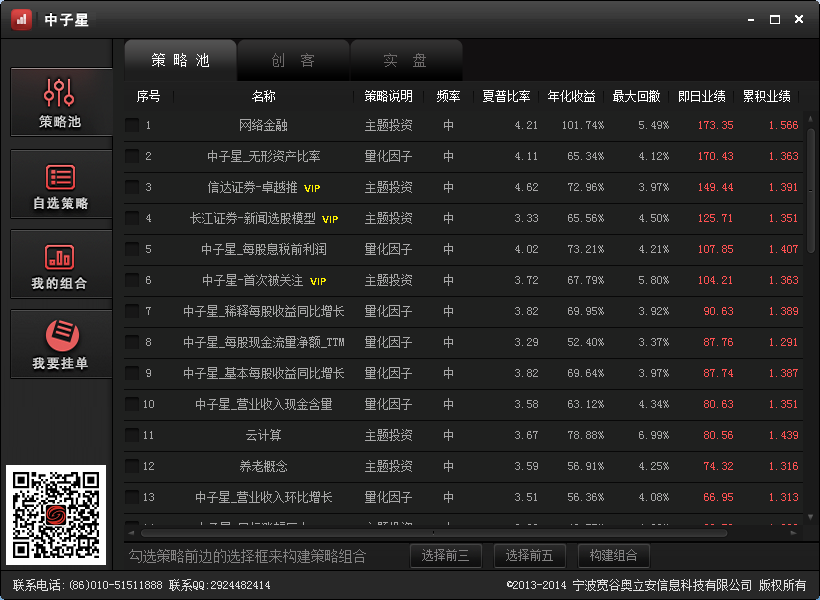 中子星
策略池 创客 实盘
序号 名称 策略说明 频率 夏普比率 年化收益 最大回撤 即日业绩 累积业绩
1 网络金融 主题投资 中 4.21 101.74% 5.49% 173.35 1.566
2 中子星_无形资产比率 量化因子 中 4.11 65.34% 4.12% 170.43 1.363
3 信达证券-卓越推 VIP 主题投资 中 4.62 72.96% 3.97% 149.44 1.391
4 长江证券-新闻选股模型 VIP 主题投资 中 3.33 65.56% 4.50% 125.71 1.351
5 中子星_每股息税前利润 量化因子 中 4.02 73.21% 4.21% 107.85 1.407
6 中子星-首次被关注 VIP 主题投资 中 3.72 67.79% 5.80% 104.21 1.363
7 中子星_稀释每股收益同比增长 量化因子 中 3.82 69.95% 3.92% 90.63 1.389
8 中子星_每股现金流量净额_TTM 量化因子 中 3.29 52.40% 3.37% 87.76 1.291
9 中子星_基本每股收益同比增长 量化因子 中 3.82 69.64% 3.97% 87.74 1.387
10 中子星_营业收入现金含量 量化因子 中 3.58 63.12% 4.34% 80.63 1.351
11 云计算 主题投资 中 3.67 78.88% 6.99% 80.56 1.439
12 养老概念 主题投资 中 3.59 56.91% 4.25% 74.32 1.316
13 中子星_营业收入环比增长 量化因子 中 3.51 56.36% 4.08% 66.95 1.313
策略池
自选策略
我的组合
我要挂单
勾选策略前边的选择框来构建策略组合 选择前三 选择前五 构建组合
联系电话:(86)010-51511888 联系QQ:2924482414 ©2013-2014 宁波宽谷奥立安信息科技有限公司 版权所有